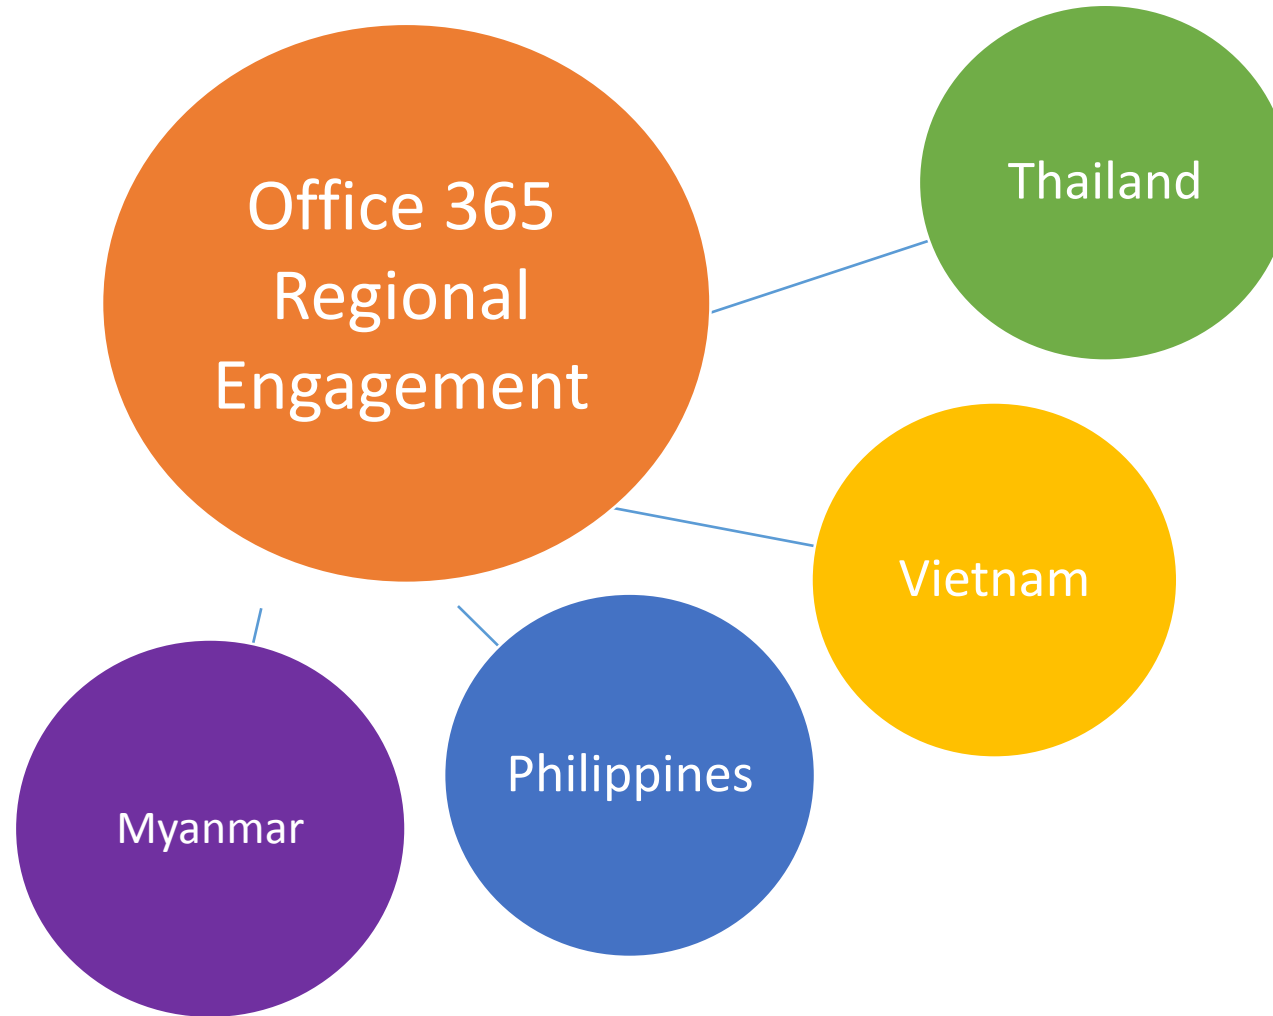 Office 365
Regional
Engagement
Thailand
Vietnam
Philippines
Myanmar